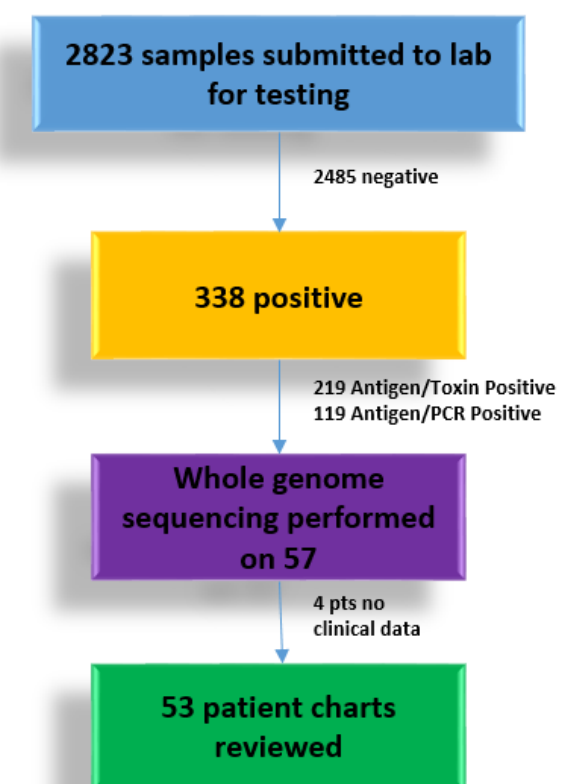 2823 samples submitted to lab
for testing
2485 negative
338 positive
219 Antigen/Toxin Positive
119 Antigen/PCR Positive
Whole genome
sequencing performed
on 57
4 pts no
clinical data
53 patient charts
reviewed